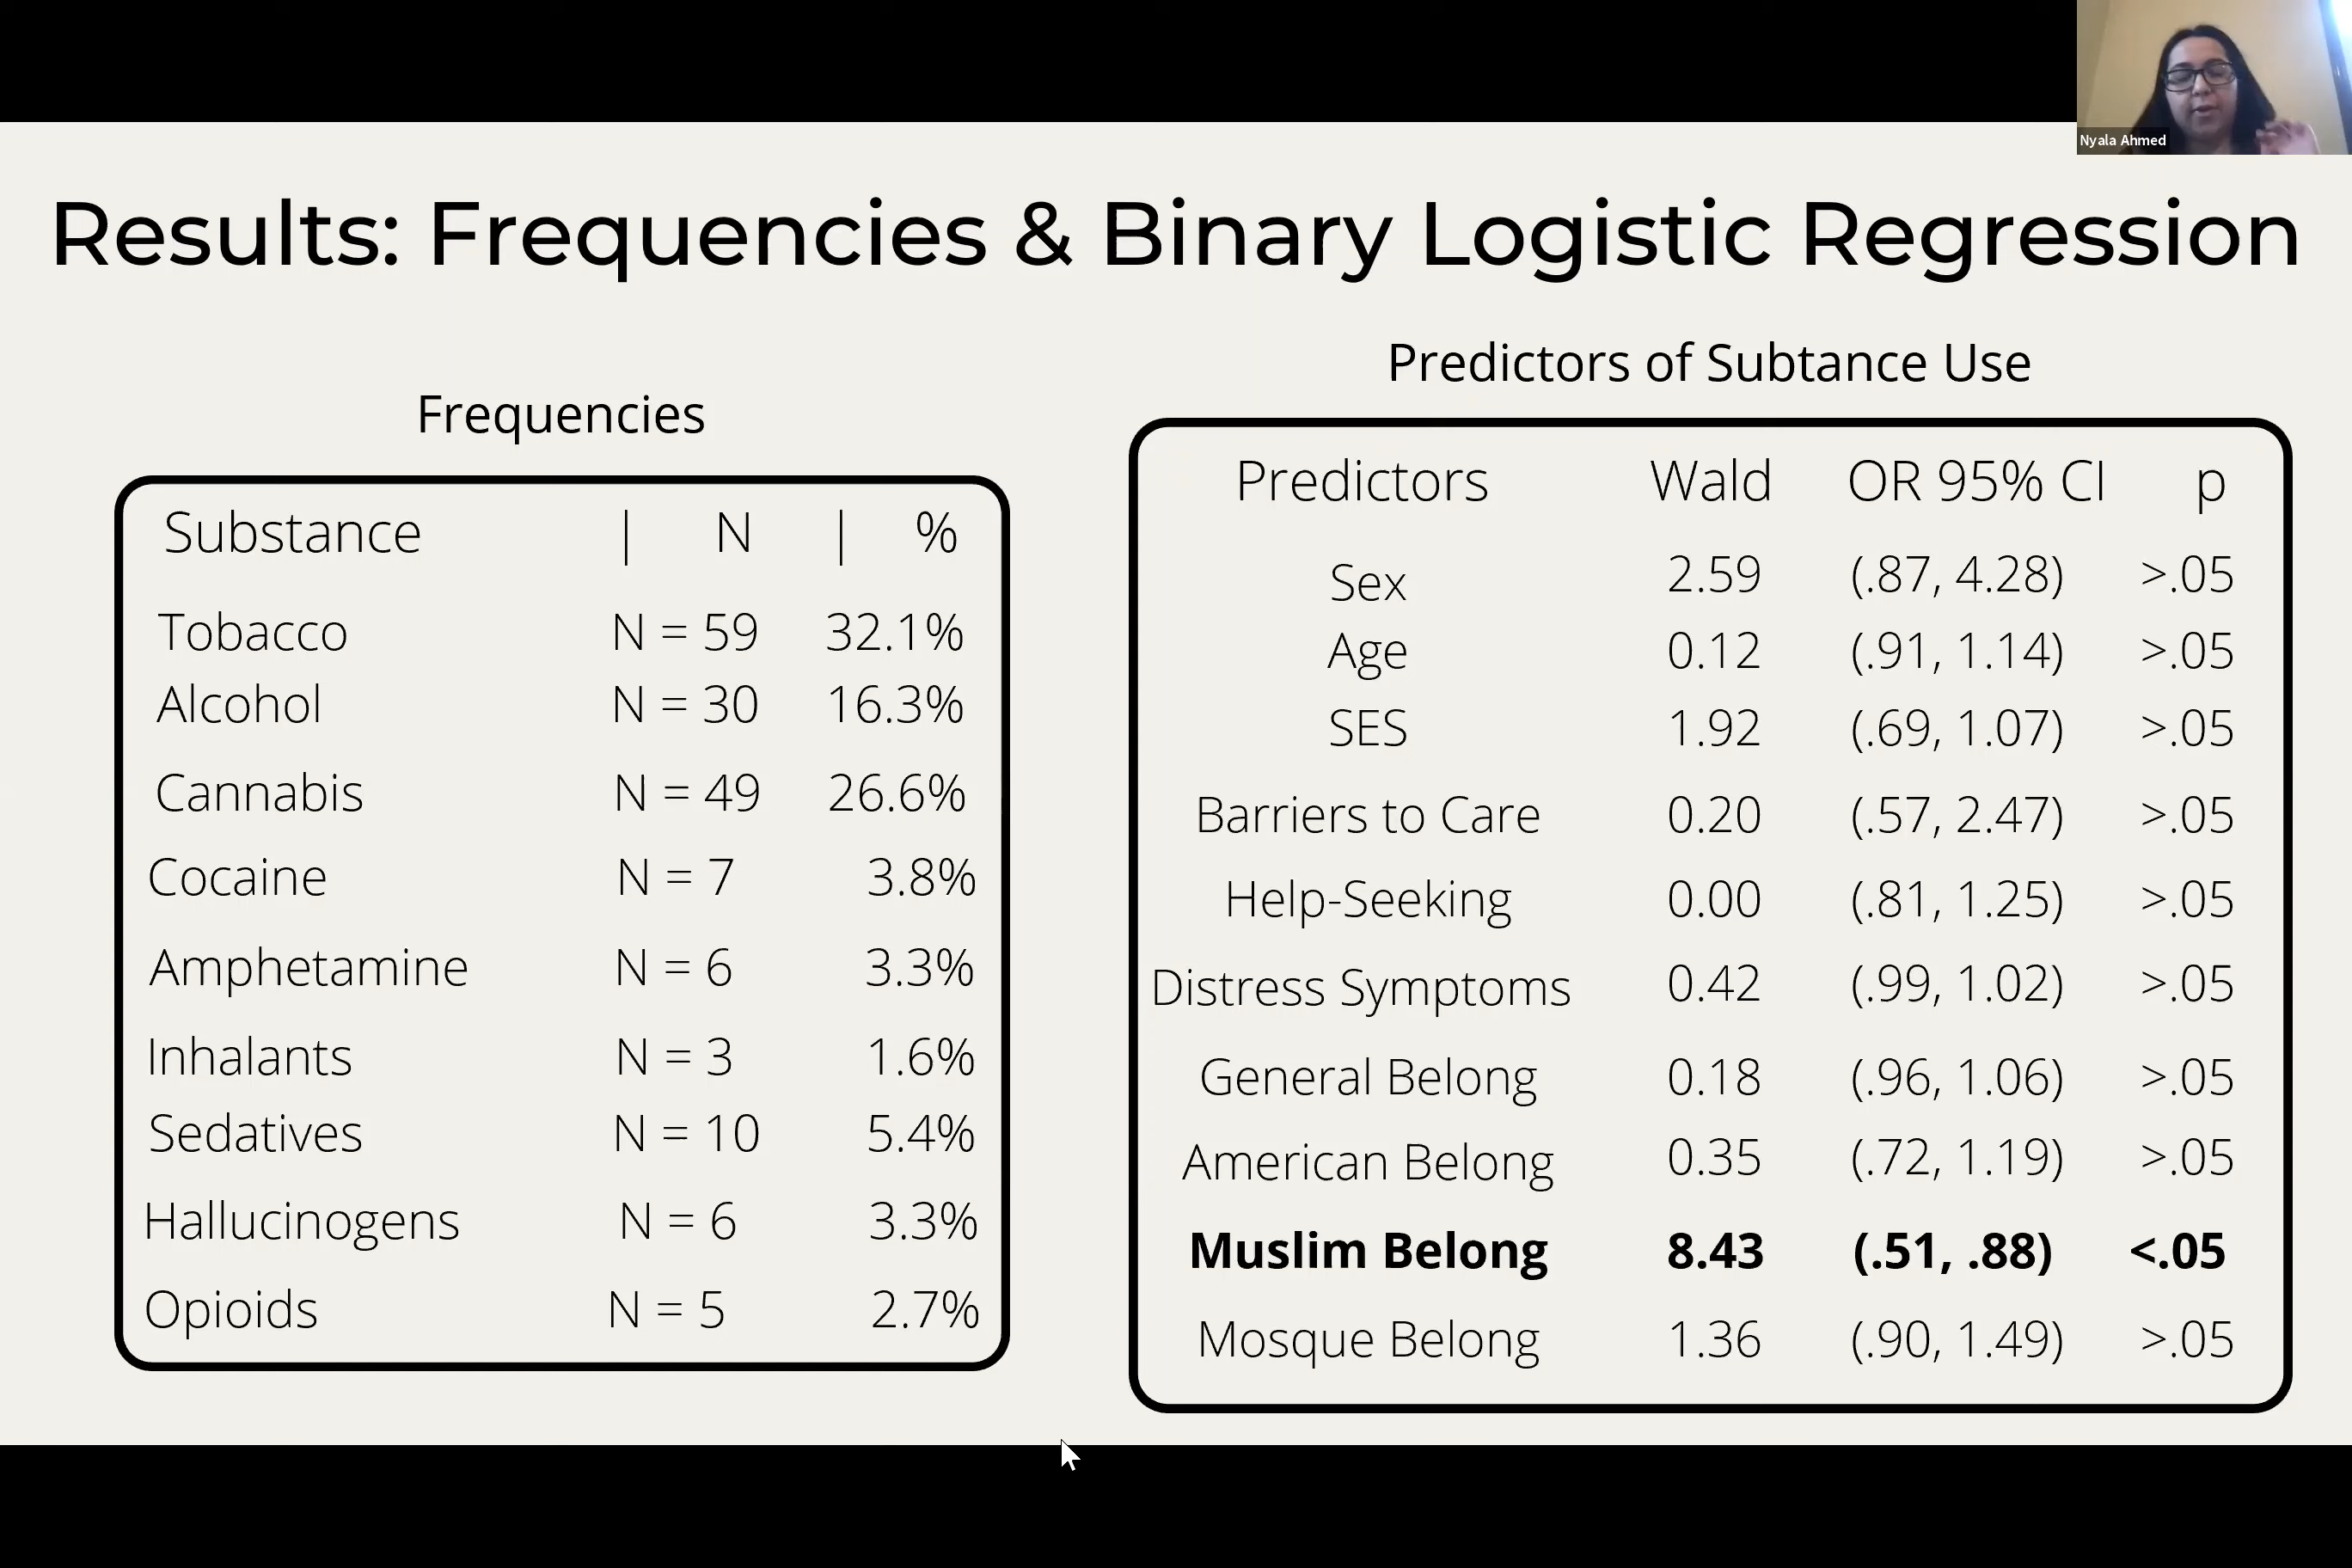 Nyala Ahmed
Results: Frequencies & Binary Logistic Regression
Frequencies
Substance | N | %
Tobacco N = 59 32.1%
Alcohol N = 30 16.3%
Cannabis N = 49 26.6%
Cocaine N = 7 3.8%
Amphetamine N = 6 3.3%
Inhalants N = 3 1.6%
Sedatives N = 10 5.4%
Hallucinogens N = 6 3.3%
Opioids N = 5 2.7%
Predictors of Subtance Use
Predictors Wald OR 95% CI p
Sex 2.59 (.87, 4.28) >.05
Age 0.12 (.91, 1.14) >.05
SES 1.92 (.69, 1.07) >.05
Barriers to Care 0.20 (.57, 2.47) >.05
Help-Seeking 0.00 (.81, 1.25) >.05
Distress Symptoms 0.42 (.99, 1.02) >.05
General Belong 0.18 (.96, 1.06) >.05
American Belong 0.35 (.72, 1.19) >.05
Muslim Belong 8.43 (.51, .88) <.05
Mosque Belong 1.36 (.90, 1.49) >.05